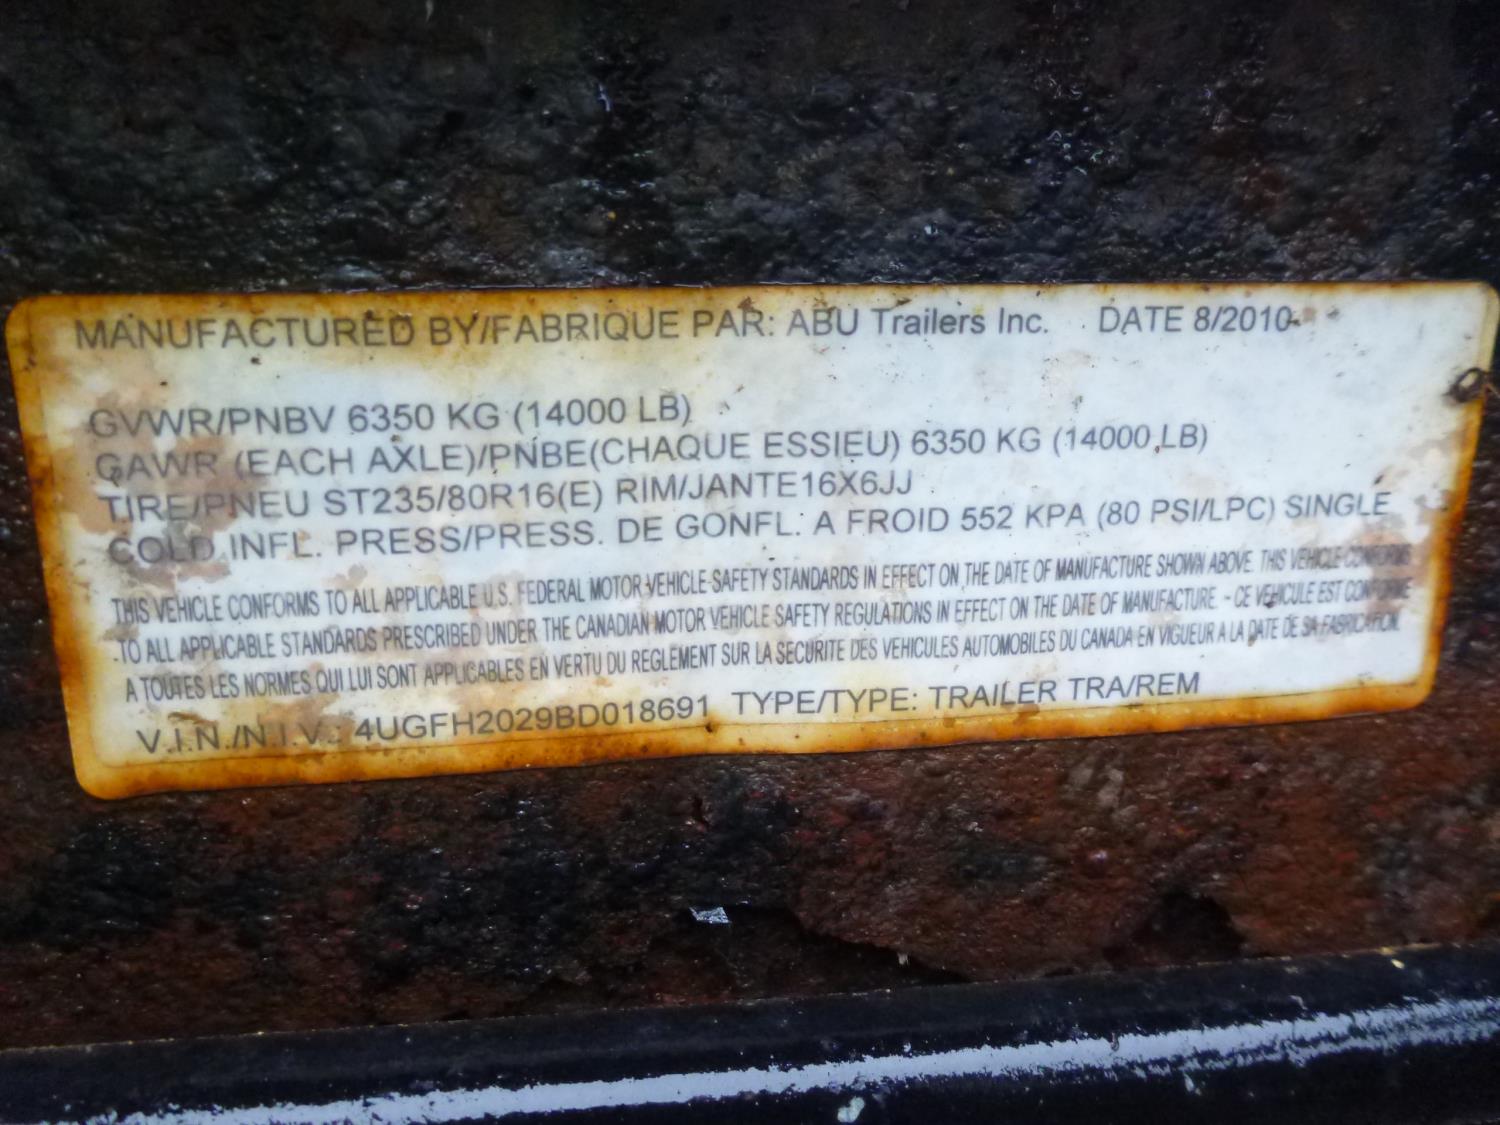 MANUFACTURED BY/FABRIQUE PAR: ABU Trailers Inc. DATE 8/2010
GVWR/PNBV 6350 KG (14000 LB)
GAWR (EACH AXLE)/PNBE(CHAQUE ESSIEU) 6350 KG (14000 LB)
TIRE/PNEU ST235/80R16(E) RIM/JANTE16X6JJ
COLD INFL. PRESS/PRESS. DE GONFL. A FROID 552 KPA (80 PSI/LPC) SINGLE
THIS VEHICLE CONFORMS TO ALL APPLICABLE U.S. FEDERAL MOTOR VEHICLE SAFETY STANDARDS IN EFFECT ON THE DATE OF MANUFACTURE SHOWN ABOVE. THIS VEHICLE CONFORMS
TO ALL APPLICABLE STANDARDS PRESCRIBED UNDER THE CANADIAN MOTOR VEHICLE SAFETY REGULATIONS IN EFFECT ON THE DATE OF MANUFACTURE. - CE VEHICULE EST CONFORME
A TOUTES LES NORMES QUI LUI SONT APPLICABLES EN VERTU DU REGLEMENT SUR LA SECURITE DES VEHICULES AUTOMOBILES DU CANADA EN VIGUEUR A LA DATE DE SA FABRICATION.
V.I.N./N.I.V.: 4UGFH2029BD018691 TYPE/TYPE: TRAILER TRA/REM